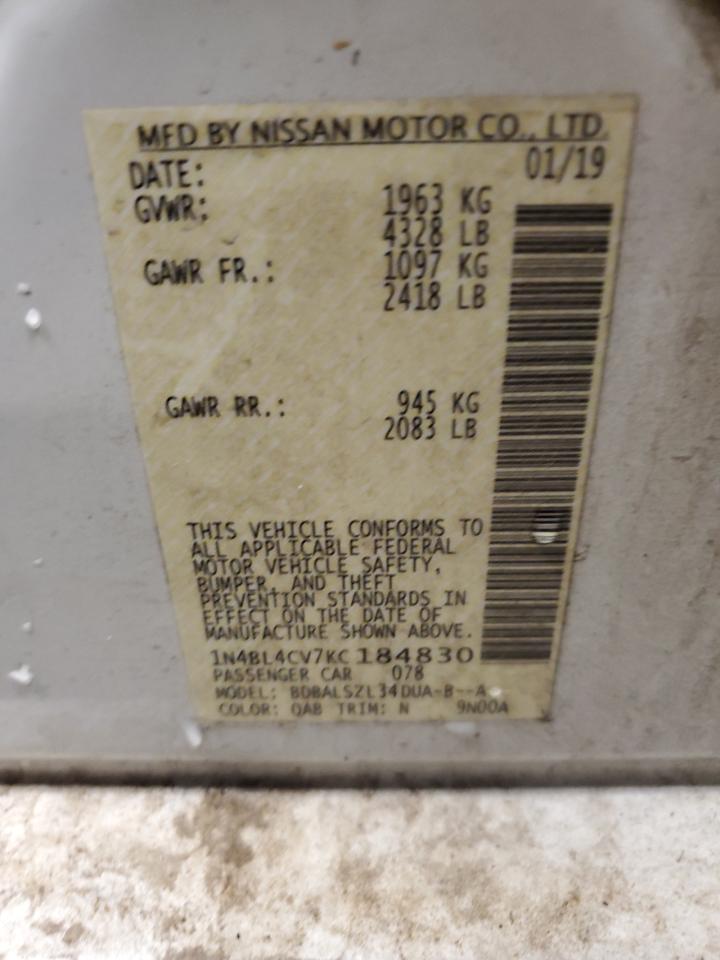 MFD BY NISSAN MOTOR CO., LTD.
DATE: 01/19
GVWR: 1963 KG
4328 LB
GAWR FR.: 1097 KG
2418 LB
GAWR RR.: 945 KG
2083 LB
THIS VEHICLE CONFORMS TO
ALL APPLICABLE FEDERAL
MOTOR VEHICLE SAFETY,
BUMPER, AND THEFT
PREVENTION STANDARDS IN
EFFECT ON THE DATE OF
MANUFACTURE SHOWN ABOVE.
1N4BL4CV7KC184830
PASSENGER CAR 078
MODEL: BDBALSZL34DUA-B--A
COLOR: QAB TRIM: N 9N00A